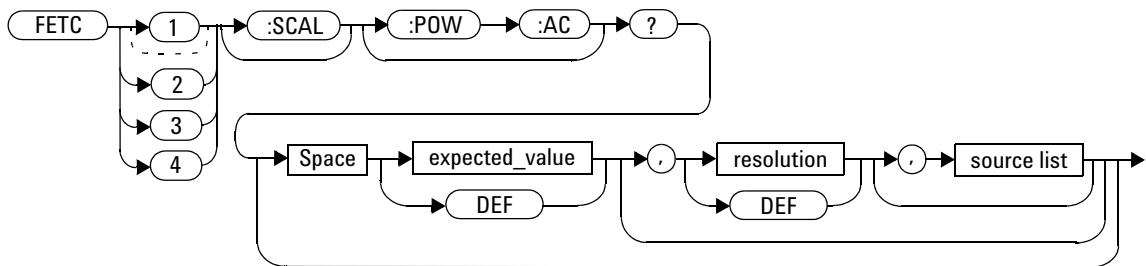 FETC 1 :SCAL :POW :AC ?
2
3
4
Space expected_value , resolution , source list
DEF DEF